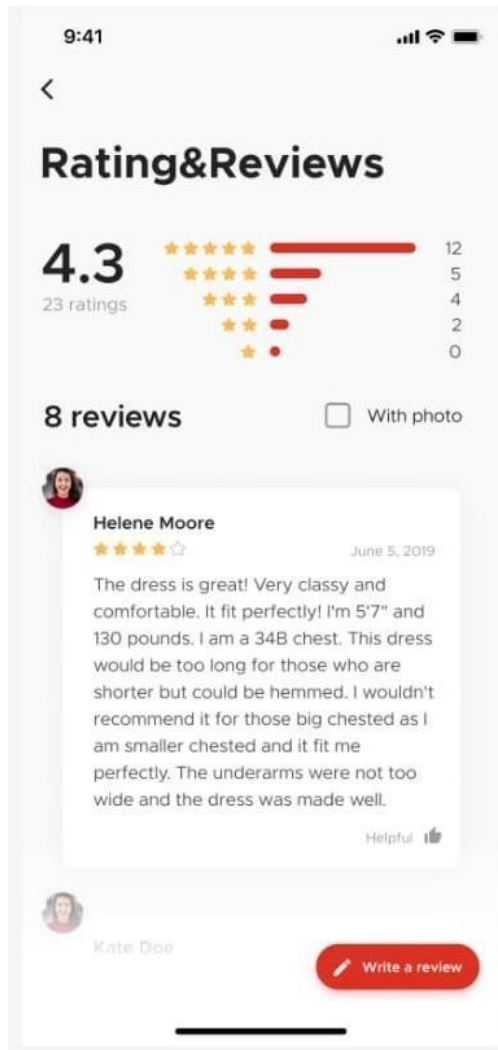 9:41
Rating&Reviews
4.3
23 ratings
12
5
4
2
0
8 reviews
With photo
Helene Moore
June 5, 2019
The dress is great! Very classy and
comfortable. It fit perfectly! I'm 5'7" and
130 pounds. I am a 34B chest. This dress
would be too long for those who are
shorter but could be hemmed. I wouldn't
recommend it for those big chested as I
am smaller chested and it fit me
perfectly. The underarms were not too
wide and the dress was made well.
Helpful
Kate Doe
Write a review